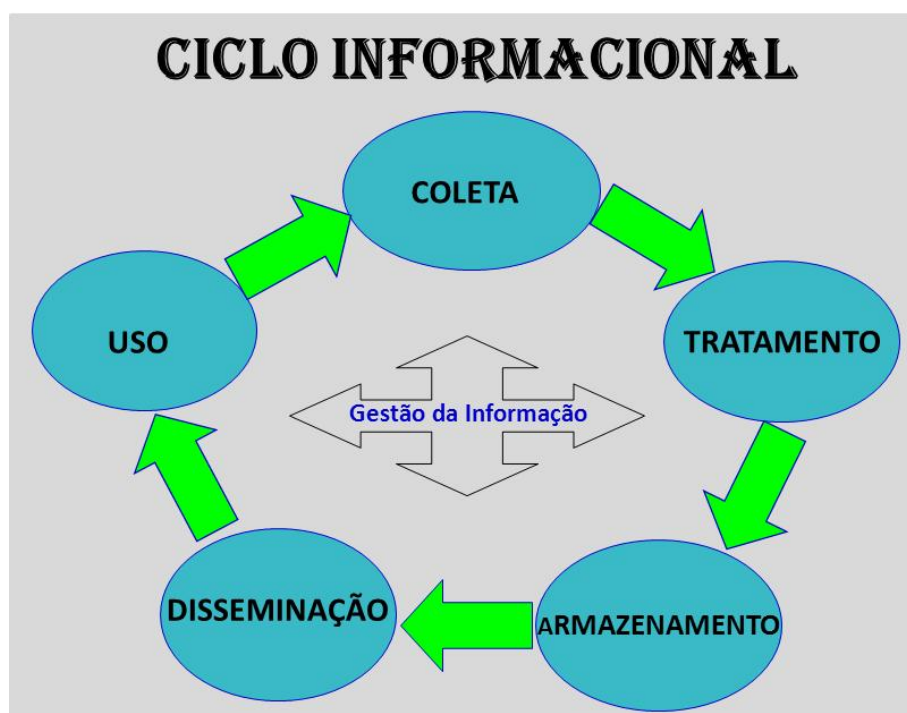 CICLO INFORMACIONAL
COLETA
TRATAMENTO
ARMAZENAMENTO
DISSEMINAÇÃO
USO
Gestão da Informação